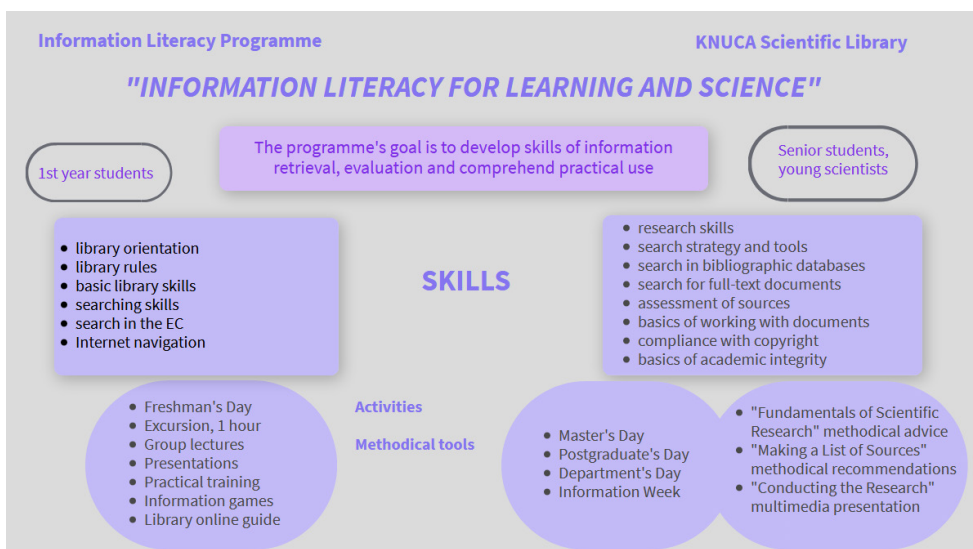 Information Literacy Programme
KNUCA Scientific Library
"INFORMATION LITERACY FOR LEARNING AND SCIENCE"
The programme's goal is to develop skills of information
retrieval, evaluation and comprehend practical use
1st year students
Senior students,
young scientists
• library orientation
• library rules
• basic library skills
• searching skills
• search in the EC
• Internet navigation
SKILLS
• research skills
• search strategy and tools
• search in bibliographic databases
• search for full-text documents
• assessment of sources
• basics of working with documents
• compliance with copyright
• basics of academic integrity
• Freshman's Day
• Excursion, 1 hour
• Group lectures
• Presentations
• Practical training
• Information games
• Library online guide
Activities
Methodical tools
• Master's Day
• Postgraduate's Day
• Department's Day
• Information Week
• "Fundamentals of Scientific
Research" methodical advice
• "Making a List of Sources"
methodical recommendations
• "Conducting the Research"
multimedia presentation